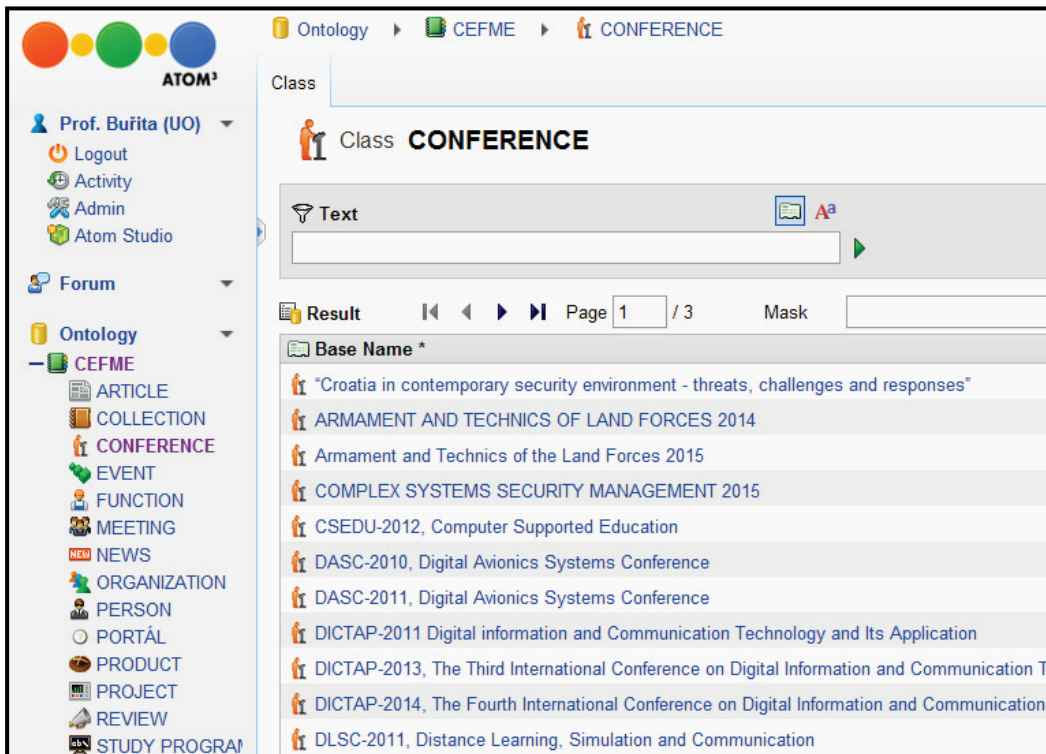 Ontology CEFME CONFERENCE
ATOM³
Class
Prof. Buřita (UO)
Logout
Activity
Admin
Atom Studio
Forum
Ontology
CEFME
ARTICLE
COLLECTION
CONFERENCE
EVENT
FUNCTION
MEETING
NEW NEWS
ORGANIZATION
PERSON
PORTÁL
PRODUCT
PROJECT
REVIEW
STUDY PROGRAM
Class CONFERENCE
Text Aª
Result Page 1 / 3 Mask
Base Name *
“Croatia in contemporary security environment - threats, challenges and responses”
ARMAMENT AND TECHNICS OF LAND FORCES 2014
Armament and Technics of the Land Forces 2015
COMPLEX SYSTEMS SECURITY MANAGEMENT 2015
CSEDU-2012, Computer Supported Education
DASC-2010, Digital Avionics Systems Conference
DASC-2011, Digital Avionics Systems Conference
DICTAP-2011 Digital information and Communication Technology and Its Application
DICTAP-2013, The Third International Conference on Digital Information and Communication T
DICTAP-2014, The Fourth International Conference on Digital Information and Communication
DLSC-2011, Distance Learning, Simulation and Communication